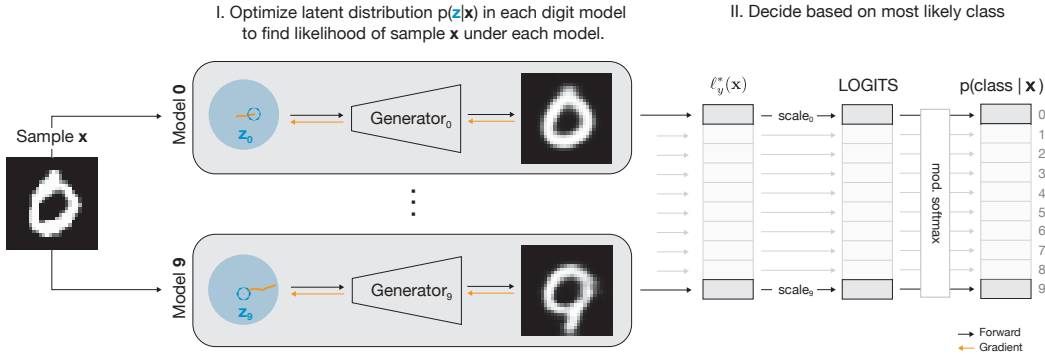 I. Optimize latent distribution p(z|x) in each digit model
to find likelihood of sample x under each model.
II. Decide based on most likely class
Sample x
Model 0
z₀
Generator₀
Model 9
z₉
Generator₉
ℓ*ᵧ(x)
LOGITS
p(class | x)
scale₀
scale₉
mod. softmax
0
1
2
3
4
5
6
7
8
9
Forward
Gradient